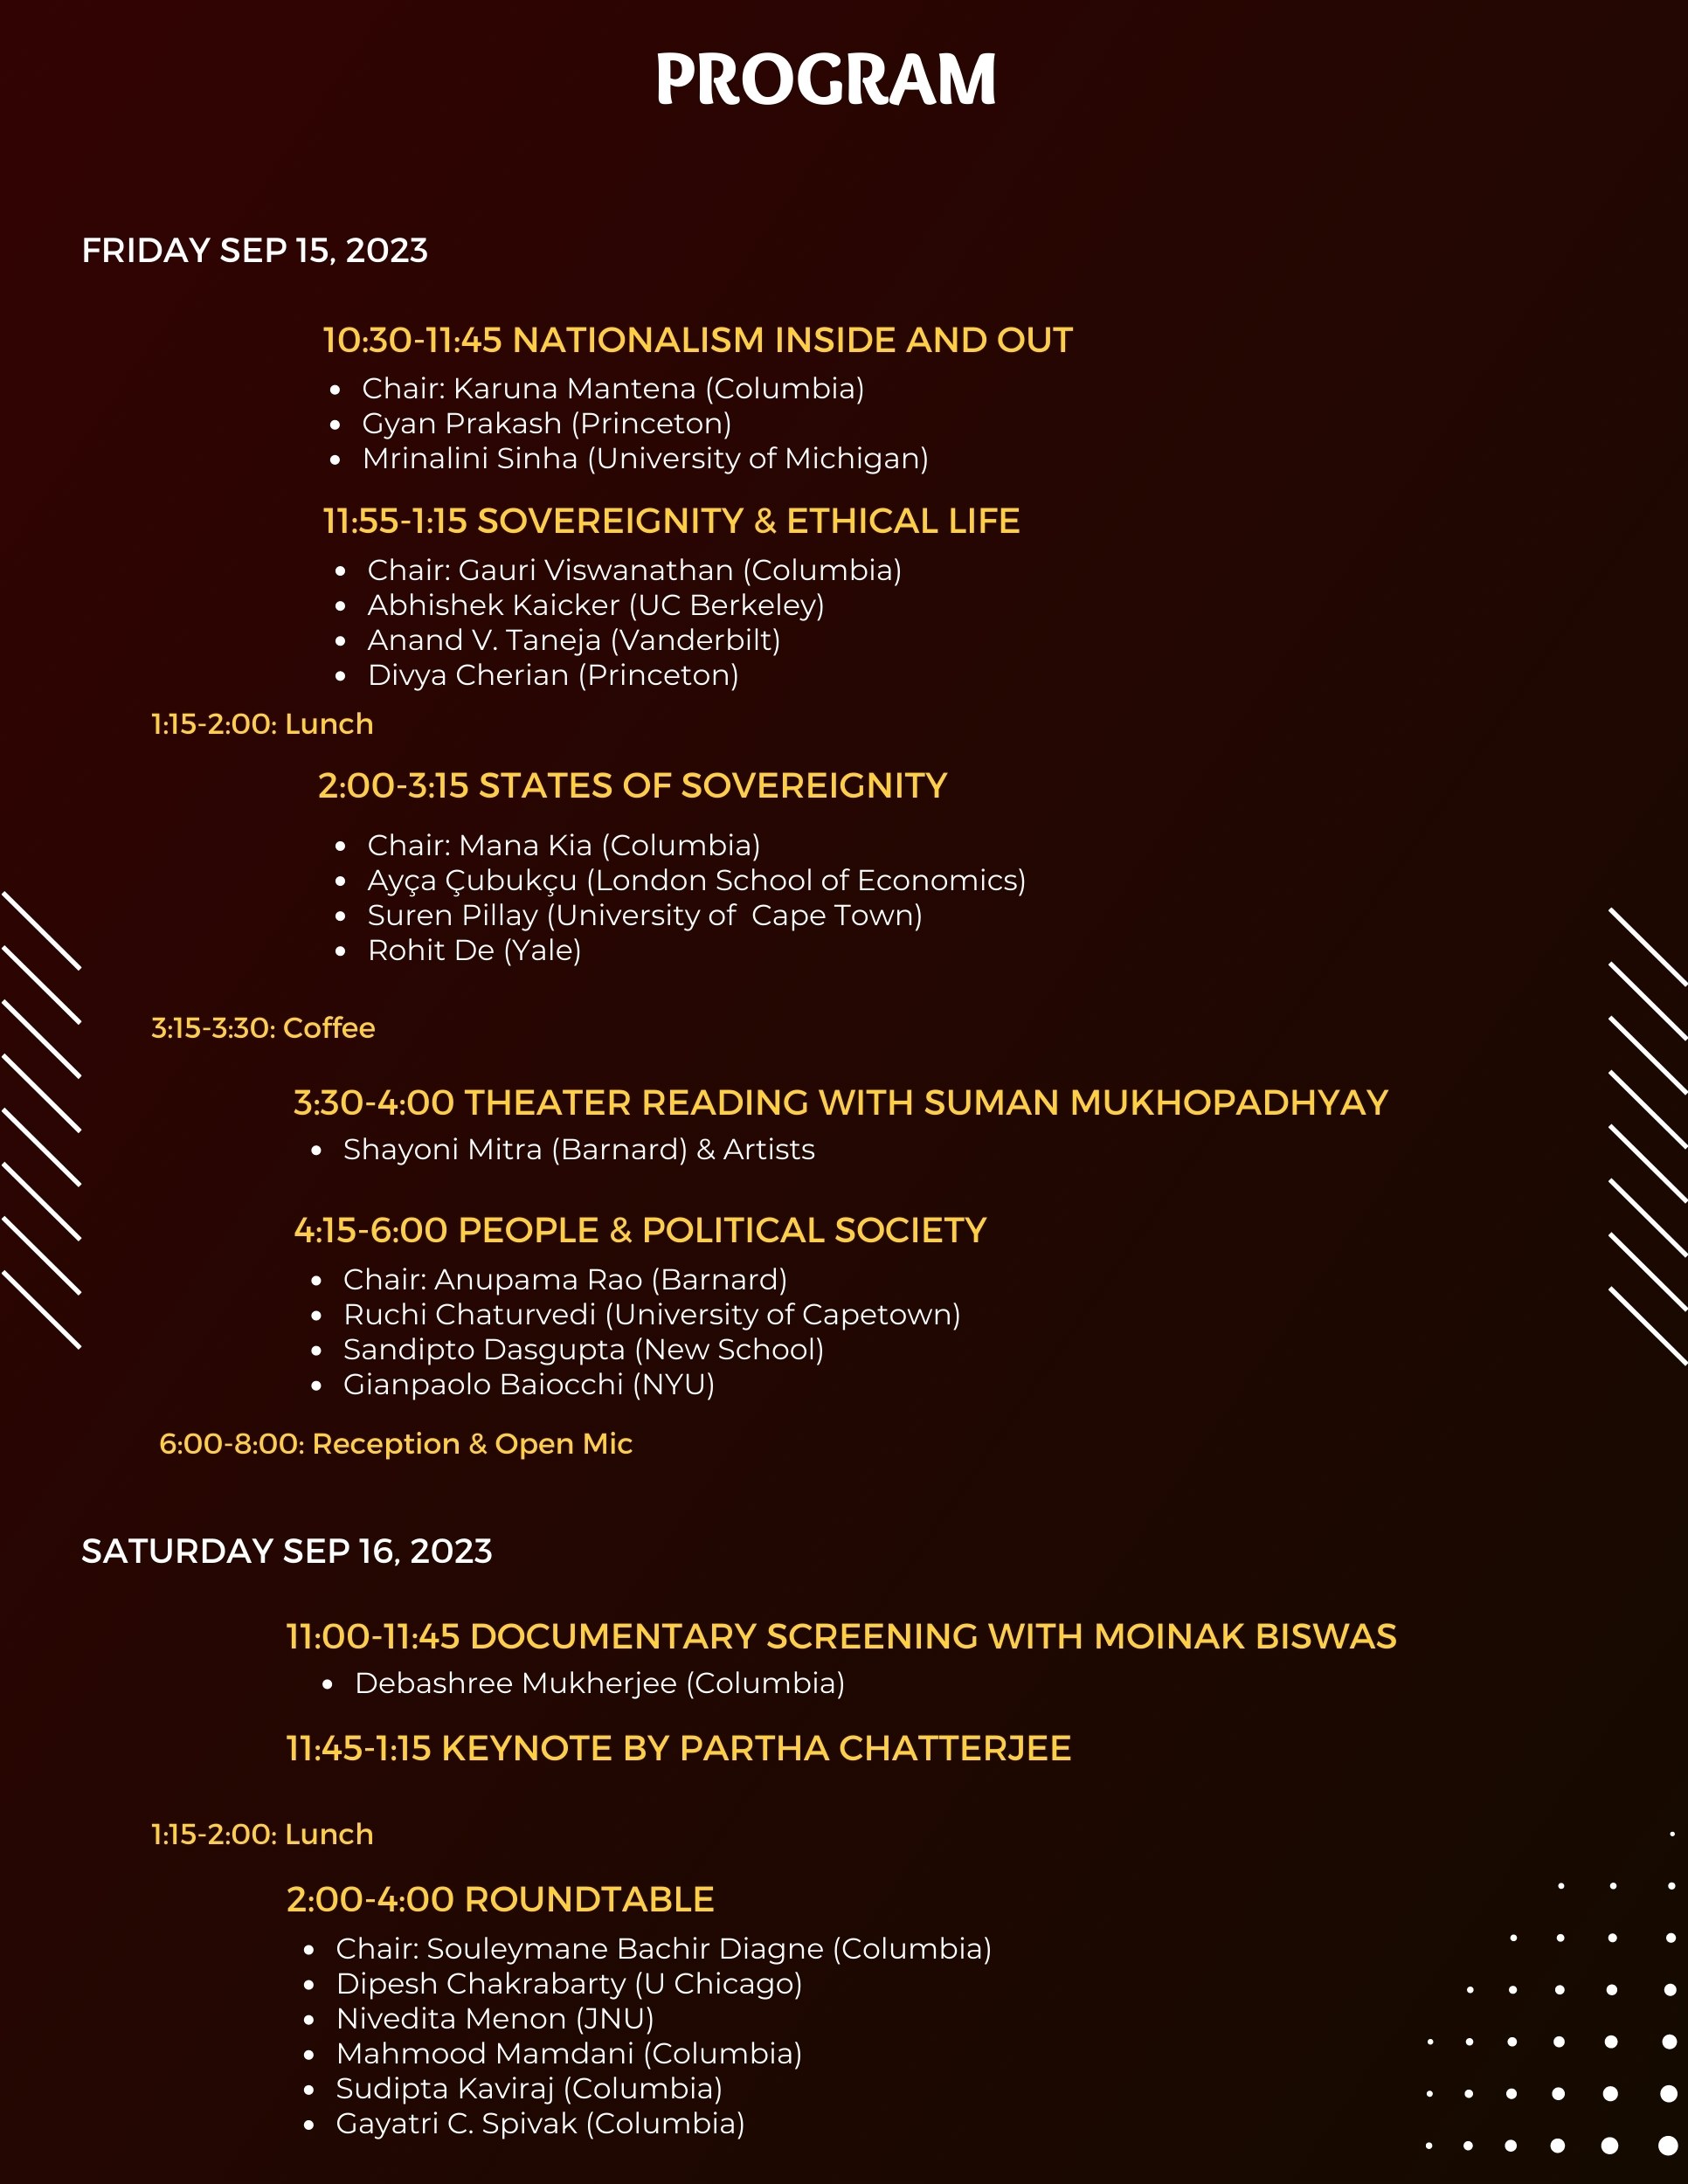 PROGRAM
FRIDAY SEP 15, 2023
10:30-11:45 NATIONALISM INSIDE AND OUT
• Chair: Karuna Mantena (Columbia)
• Gyan Prakash (Princeton)
• Mrinalini Sinha (University of Michigan)
11:55-1:15 SOVEREIGNITY & ETHICAL LIFE
• Chair: Gauri Viswanathan (Columbia)
• Abhishek Kaicker (UC Berkeley)
• Anand V. Taneja (Vanderbilt)
• Divya Cherian (Princeton)
1:15-2:00: Lunch
2:00-3:15 STATES OF SOVEREIGNITY
• Chair: Mana Kia (Columbia)
• Ayça Çubukçu (London School of Economics)
• Suren Pillay (University of  Cape Town)
• Rohit De (Yale)
3:15-3:30: Coffee
3:30-4:00 THEATER READING WITH SUMAN MUKHOPADHYAY
• Shayoni Mitra (Barnard) & Artists
4:15-6:00 PEOPLE & POLITICAL SOCIETY
• Chair: Anupama Rao (Barnard)
• Ruchi Chaturvedi (University of Capetown)
• Sandipto Dasgupta (New School)
• Gianpaolo Baiocchi (NYU)
6:00-8:00: Reception & Open Mic
SATURDAY SEP 16, 2023
11:00-11:45 DOCUMENTARY SCREENING WITH MOINAK BISWAS
• Debashree Mukherjee (Columbia)
11:45-1:15 KEYNOTE BY PARTHA CHATTERJEE
1:15-2:00: Lunch
2:00-4:00 ROUNDTABLE
• Chair: Souleymane Bachir Diagne (Columbia)
• Dipesh Chakrabarty (U Chicago)
• Nivedita Menon (JNU)
• Mahmood Mamdani (Columbia)
• Sudipta Kaviraj (Columbia)
• Gayatri C. Spivak (Columbia)